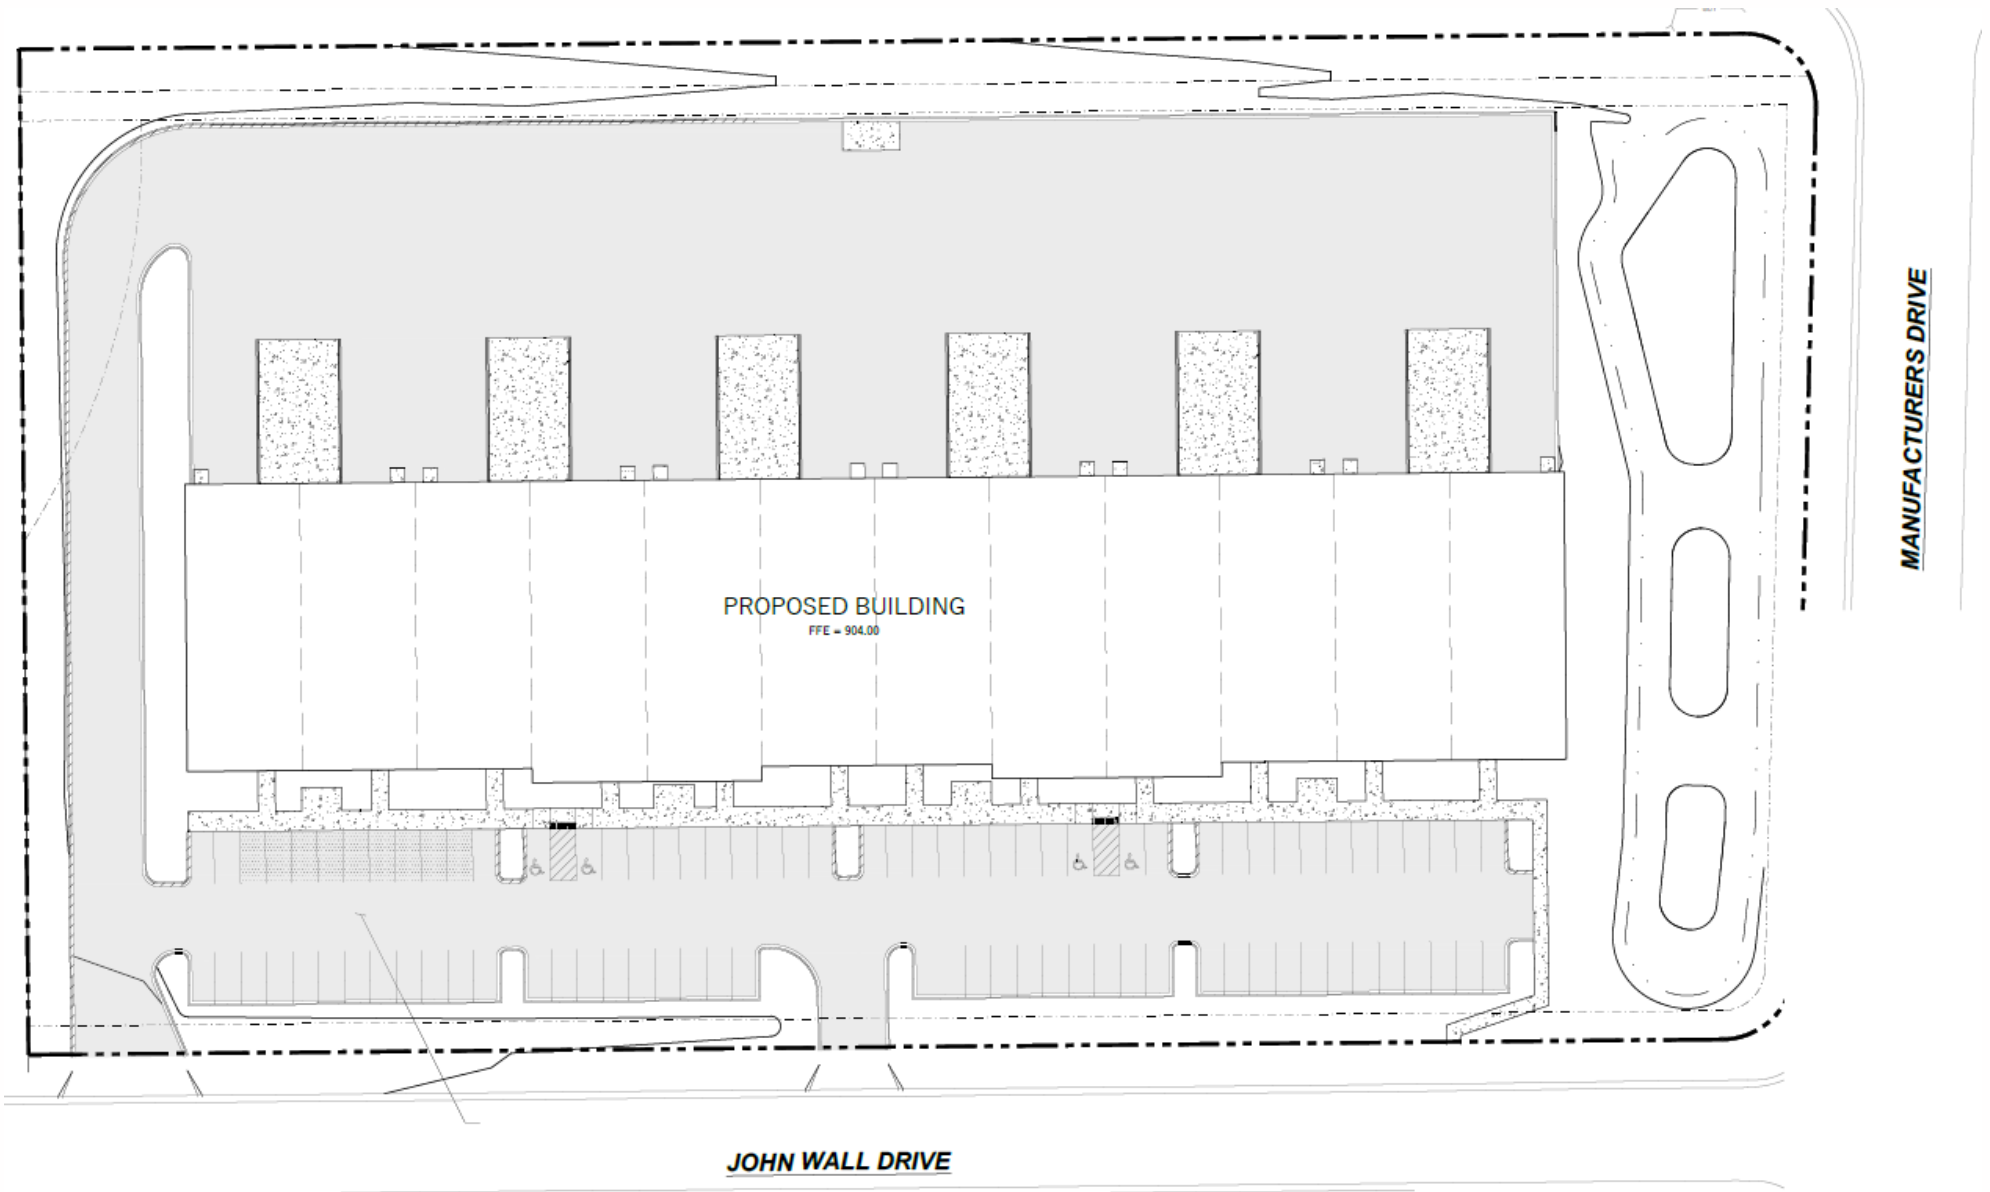 MANUFACTURERS DRIVE
PROPOSED BUILDING
FFE = 904.00
JOHN WALL DRIVE